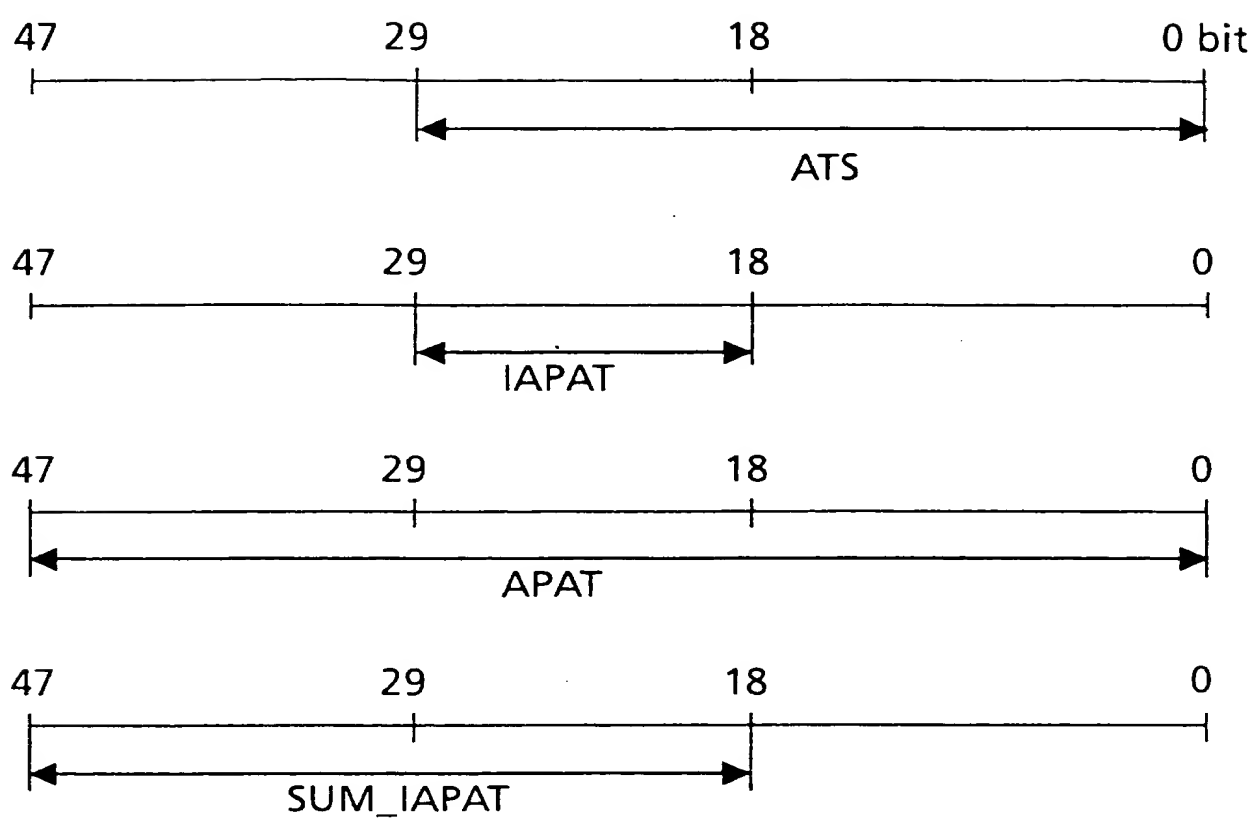 47 29 18 0 bit
ATS
47 29 18 0
IAPAT
47 29 18 0
APAT
47 29 18 0
SUM_IAPAT